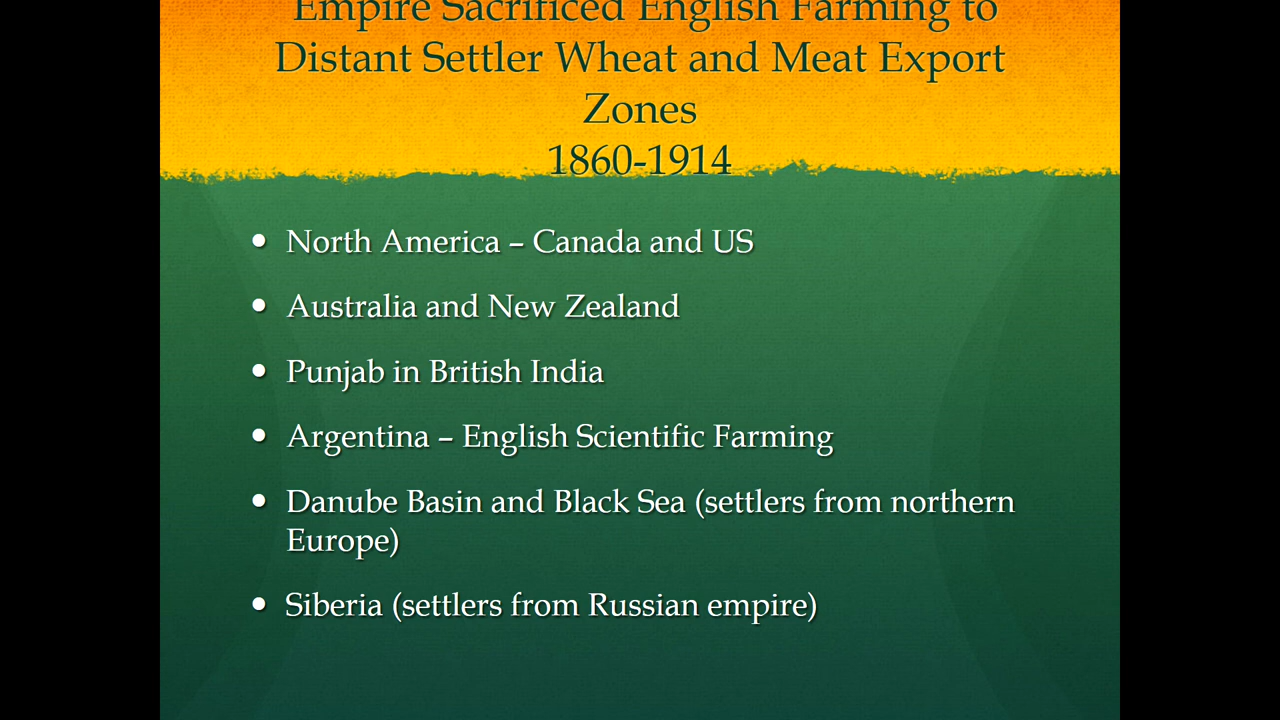 Empire Sacrificed English Farming to
Distant Settler Wheat and Meat Export
Zones
1860-1914
• North America – Canada and US
• Australia and New Zealand
• Punjab in British India
• Argentina – English Scientific Farming
• Danube Basin and Black Sea (settlers from northern
Europe)
• Siberia (settlers from Russian empire)